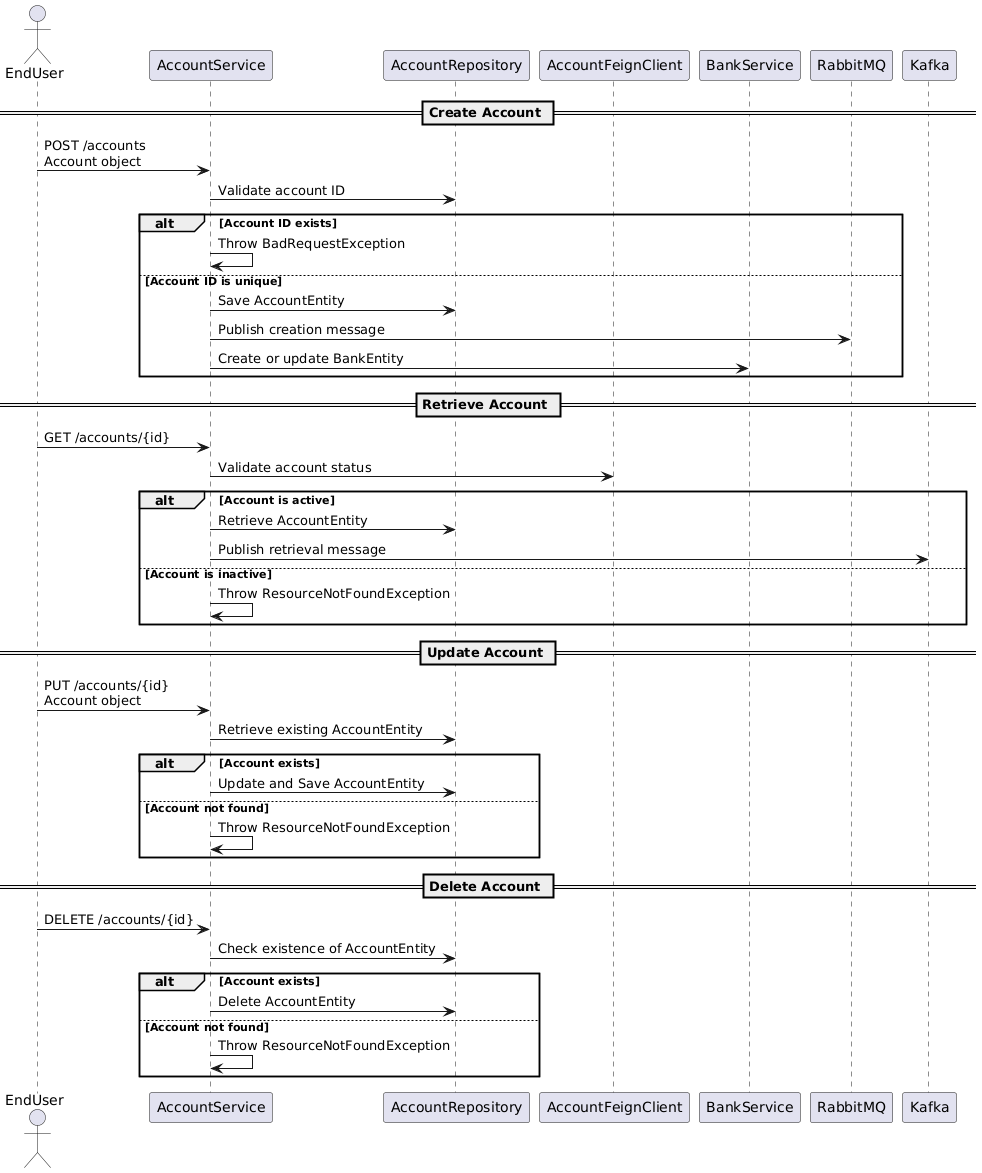 EndUser
AccountService
AccountRepository
AccountFeignClient
BankService
RabbitMQ
Kafka
Create Account
POST /accounts
Account object
Validate account ID
alt
[Account ID exists]
Throw BadRequestException
[Account ID is unique]
Save AccountEntity
Publish creation message
Create or update BankEntity
Retrieve Account
GET /accounts/{id}
Validate account status
alt
[Account is active]
Retrieve AccountEntity
Publish retrieval message
[Account is inactive]
Throw ResourceNotFoundException
Update Account
PUT /accounts/{id}
Account object
Retrieve existing AccountEntity
alt
[Account exists]
Update and Save AccountEntity
[Account not found]
Throw ResourceNotFoundException
Delete Account
DELETE /accounts/{id}
Check existence of AccountEntity
alt
[Account exists]
Delete AccountEntity
[Account not found]
Throw ResourceNotFoundException
EndUser
AccountService
AccountRepository
AccountFeignClient
BankService
RabbitMQ
Kafka